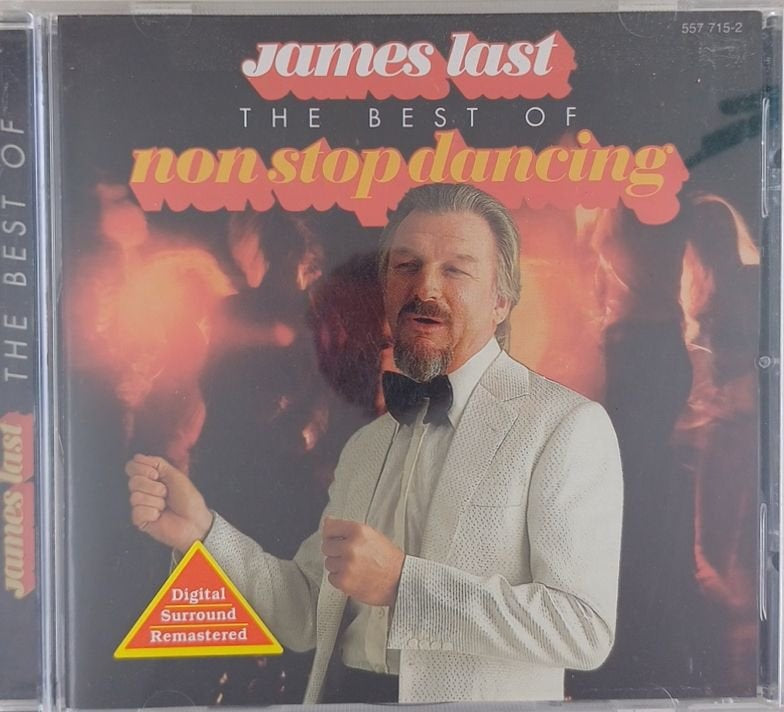 557 715-2
james last
THE BEST OF
non stop dancing
Digital
Surround
Remastered
james last THE BEST OF